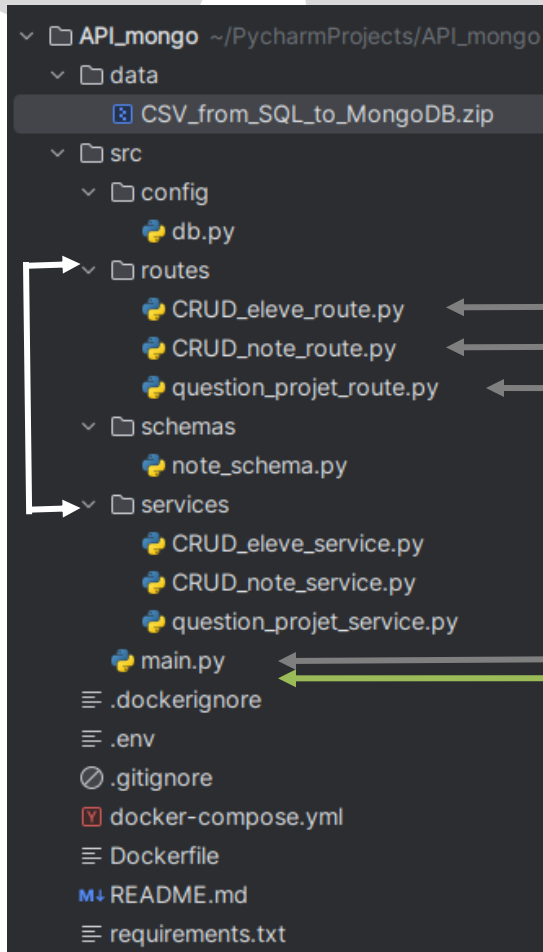 API_mongo ~/PycharmProjects/API_mongo
data
CSV_from_SQL_to_MongoDB.zip
src
config
db.py
routes
CRUD_eleve_route.py
CRUD_note_route.py
question_projet_route.py
schemas
note_schema.py
services
CRUD_eleve_service.py
CRUD_note_service.py
question_projet_service.py
main.py
.dockerignore
.env
.gitignore
Y docker-compose.yml
Dockerfile
M↓ README.md
requirements.txt